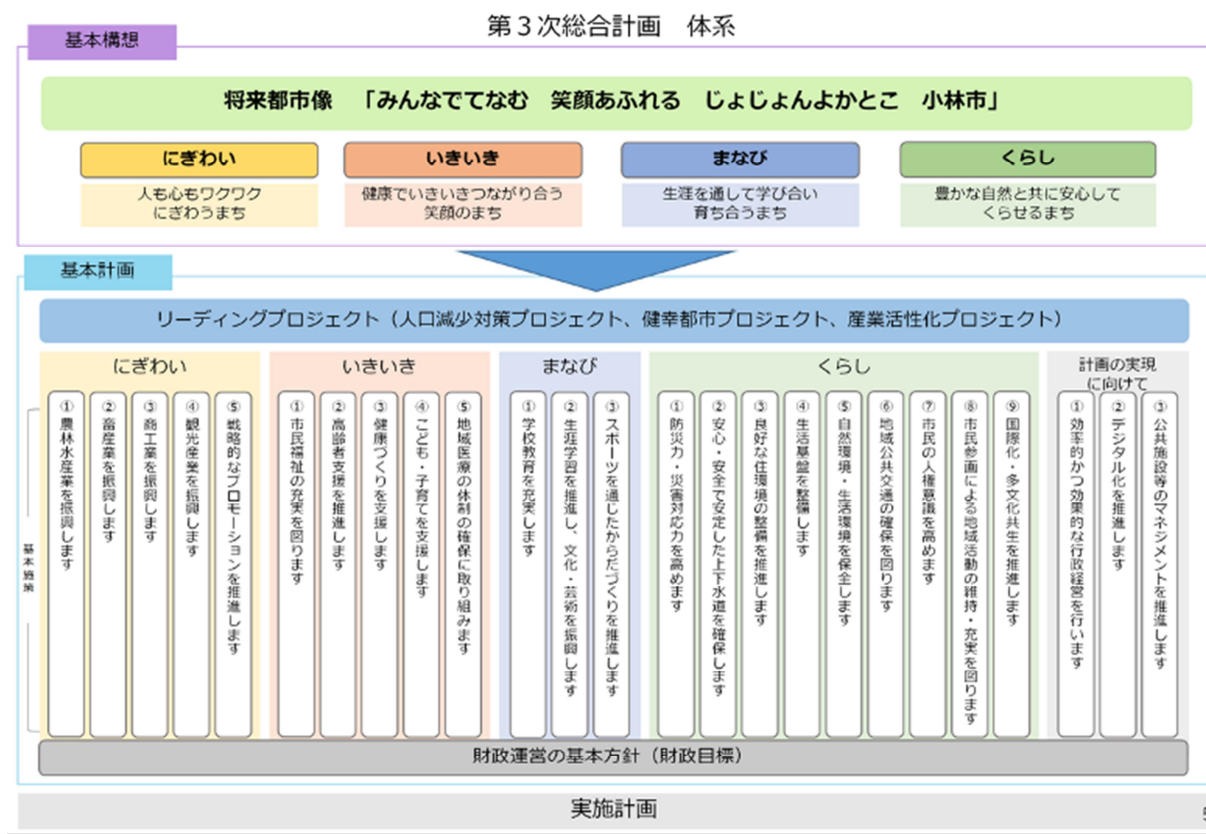 第３次総合計画　体系
基本構想
将来都市像　「みんなでてなむ　笑顔あふれる　じょじょんよかとこ　小林市」
にぎわい
人も心もワクワク
にぎわうまち
いきいき
健康でいきいきつながり合う
笑顔のまち
まなび
生涯を通して学び合い
育ち合うまち
くらし
豊かな自然と共に安心して
くらせるまち
基本計画
リーディングプロジェクト（人口減少対策プロジェクト、健幸都市プロジェクト、産業活性化プロジェクト）
基本施策
にぎわい
①農林水産業を振興します
②畜産業を振興します
③商工業を振興します
④観光産業を振興します
⑤戦略的なプロモーションを推進します
いきいき
①市民福祉の充実を図ります
②高齢者支援を推進します
③健康づくりを支援します
④こども・子育てを支援します
⑤地域医療の体制の確保に取り組みます
まなび
①学校教育を充実します
②生涯学習を推進し、文化・芸術を振興します
③スポーツを通じたからだづくりを推進します
くらし
①防災力・災害対応力を高めます
②安心・安全で安定した上下水道を確保します
③良好な住環境の整備を推進します
④生活基盤を整備します
⑤自然環境・生活環境を保全します
⑥地域公共交通の確保を図ります
⑦市民の人権意識を高めます
⑧市民参画による地域活動の維持・充実を図ります
⑨国際化・多文化共生を推進します
計画の実現
に向けて
①効率的かつ効果的な行政経営を行います
②デジタル化を推進します
③公共施設等のマネジメントを推進します
財政運営の基本方針（財政目標）
実施計画